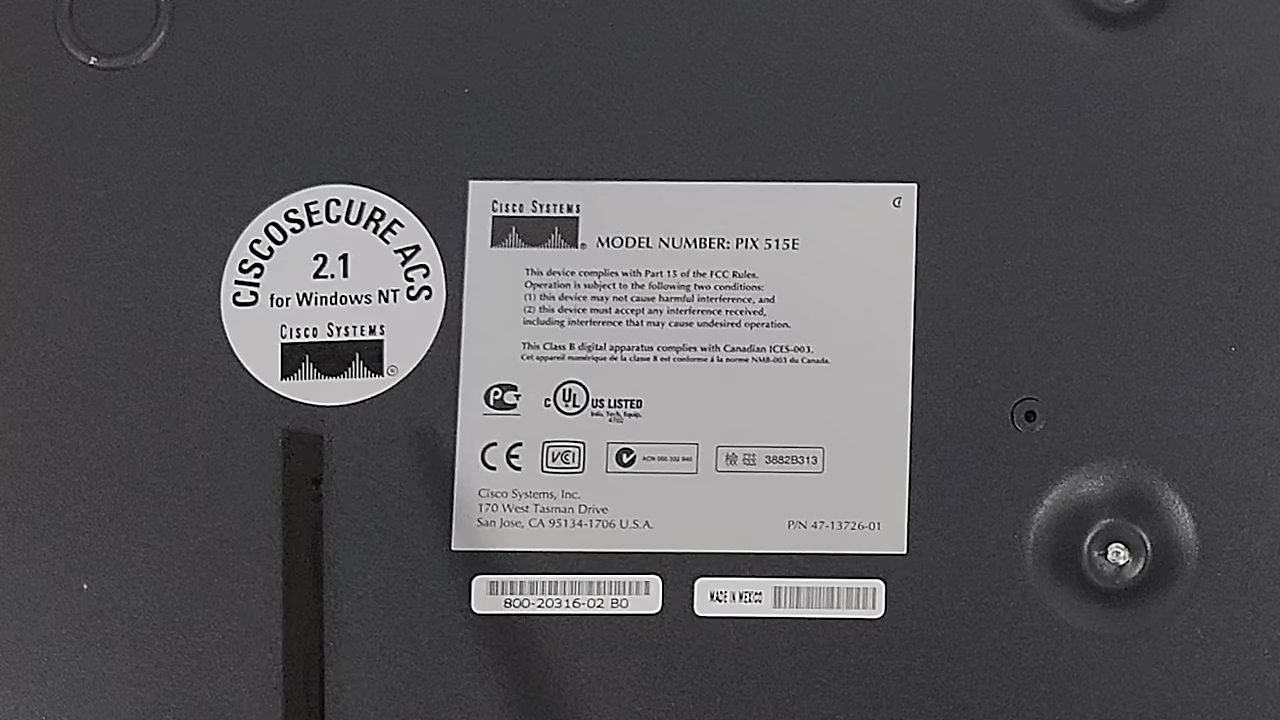 CISCOSECURE ACS
2.1
for Windows NT
CISCO SYSTEMS
CISCO SYSTEMS
MODEL NUMBER: PIX 515E
This device complies with Part 15 of the FCC Rules.
Operation is subject to the following two conditions:
(1) this device may not cause harmful interference, and
(2) this device must accept any interference received,
including interference that may cause undesired operation.
This Class B digital apparatus complies with Canadian ICES-003.
Cet appareil numérique de la classe B est conforme à la norme NMB-003 du Canada.
C UL US LISTED
Info. Tech. Equip.
CE VCI
3882B313
Cisco Systems, Inc.
170 West Tasman Drive
San Jose, CA 95134-1706 U.S.A.
P/N 47-13726-01
800-20316-02 B0
MADE IN MEXICO